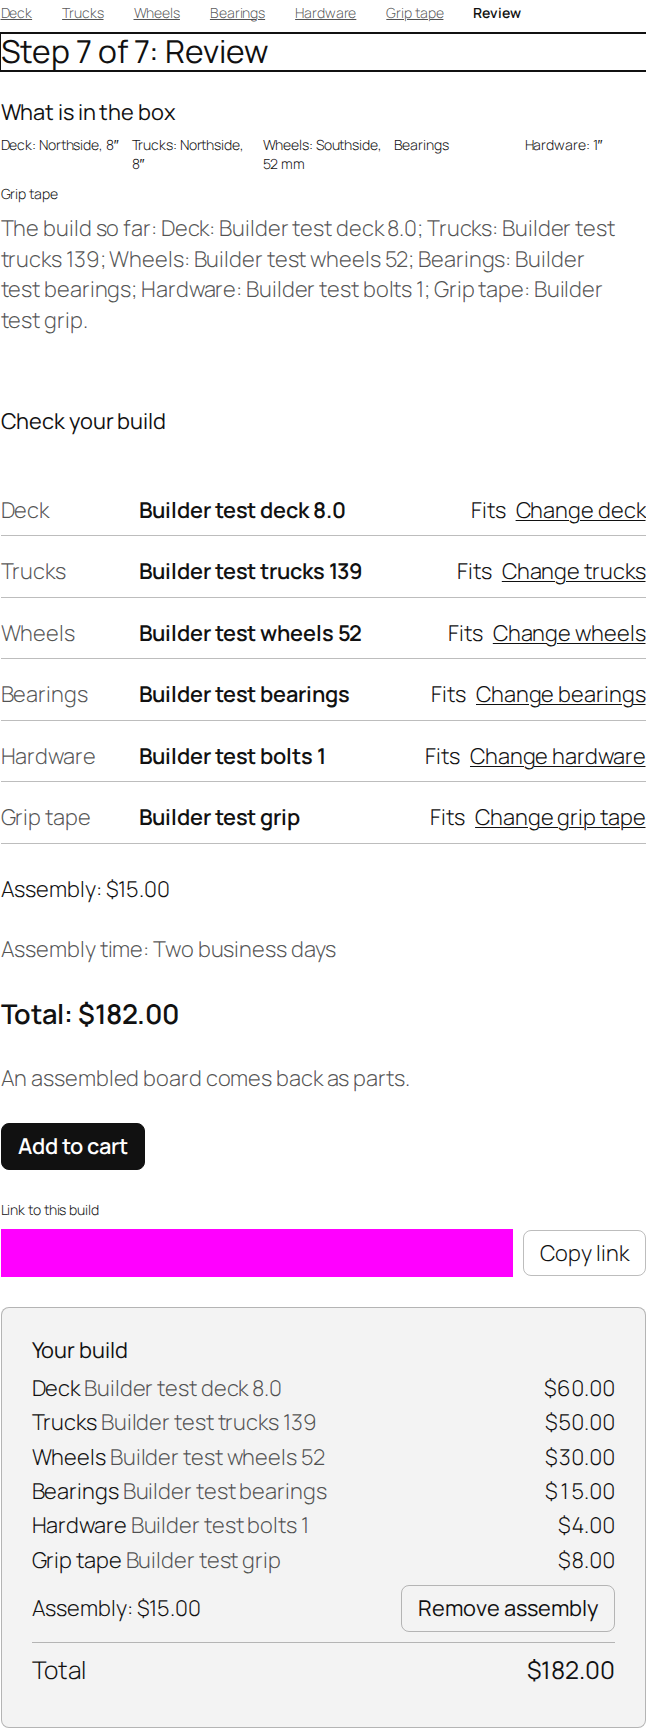 Deck Trucks Wheels Bearings Hardware Grip tape Review
Step 7 of 7: Review
What is in the box
Deck: Northside, 8″ Trucks: Northside, 8″ Wheels: Southside, 52 mm Bearings Hardware: 1″
Grip tape
The build so far: Deck: Builder test deck 8.0; Trucks: Builder test
trucks 139; Wheels: Builder test wheels 52; Bearings: Builder
test bearings; Hardware: Builder test bolts 1; Grip tape: Builder
test grip.
Check your build
Deck Builder test deck 8.0 Fits Change deck
Trucks Builder test trucks 139 Fits Change trucks
Wheels Builder test wheels 52 Fits Change wheels
Bearings Builder test bearings Fits Change bearings
Hardware Builder test bolts 1 Fits Change hardware
Grip tape Builder test grip Fits Change grip tape
Assembly: $15.00
Assembly time: Two business days
Total: $182.00
An assembled board comes back as parts.
Add to cart
Link to this build
Copy link
Your build
Deck Builder test deck 8.0 $60.00
Trucks Builder test trucks 139 $50.00
Wheels Builder test wheels 52 $30.00
Bearings Builder test bearings $15.00
Hardware Builder test bolts 1 $4.00
Grip tape Builder test grip $8.00
Assembly: $15.00 Remove assembly
Total $182.00